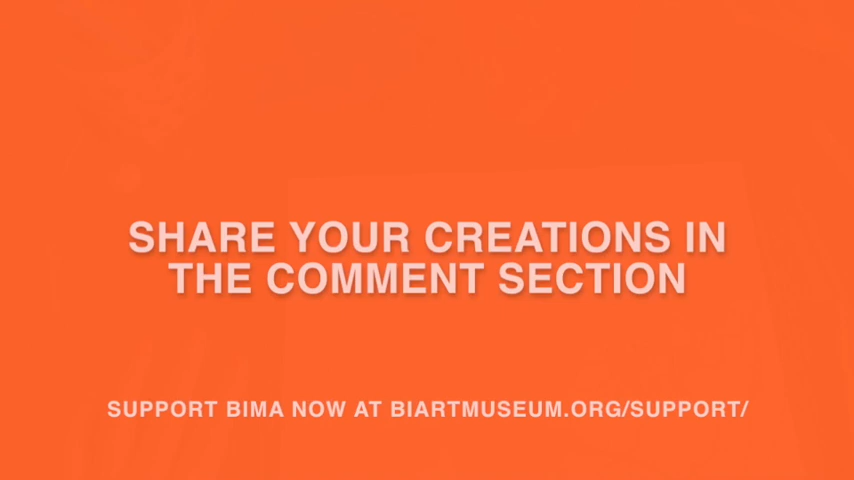 SHARE YOUR CREATIONS IN
THE COMMENT SECTION
SUPPORT BIMA NOW AT BIARTMUSEUM.ORG/SUPPORT/